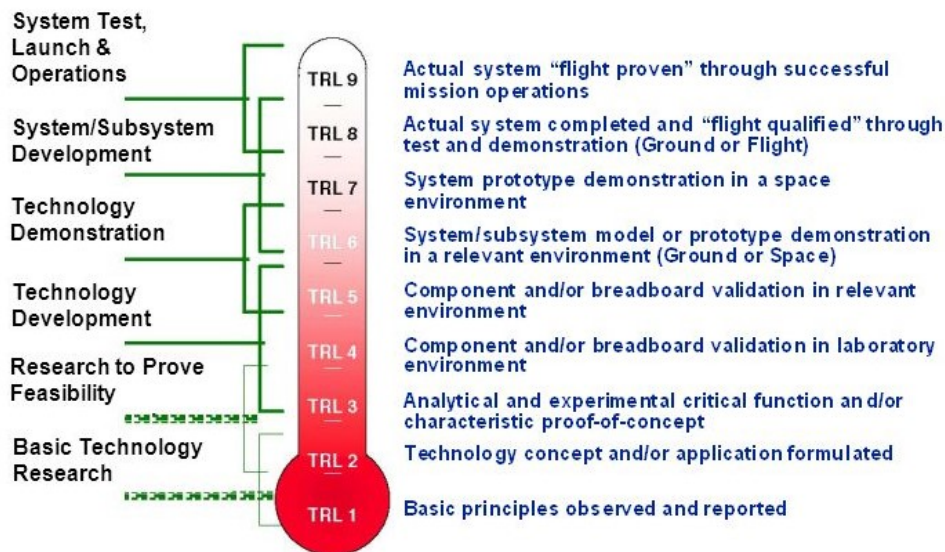 System Test,
Launch &
Operations
System/Subsystem
Development
Technology
Demonstration
Technology
Development
Research to Prove
Feasibility
Basic Technology
Research
TRL 9
TRL 8
TRL 7
TRL 6
TRL 5
TRL 4
TRL 3
TRL 2
TRL 1
Actual system “flight proven” through successful
mission operations
Actual system completed and “flight qualified” through
test and demonstration (Ground or Flight)
System prototype demonstration in a space
environment
System/subsystem model or prototype demonstration
in a relevant environment (Ground or Space)
Component and/or breadboard validation in relevant
environment
Component and/or breadboard validation in laboratory
environment
Analytical and experimental critical function and/or
characteristic proof-of-concept
Technology concept and/or application formulated
Basic principles observed and reported